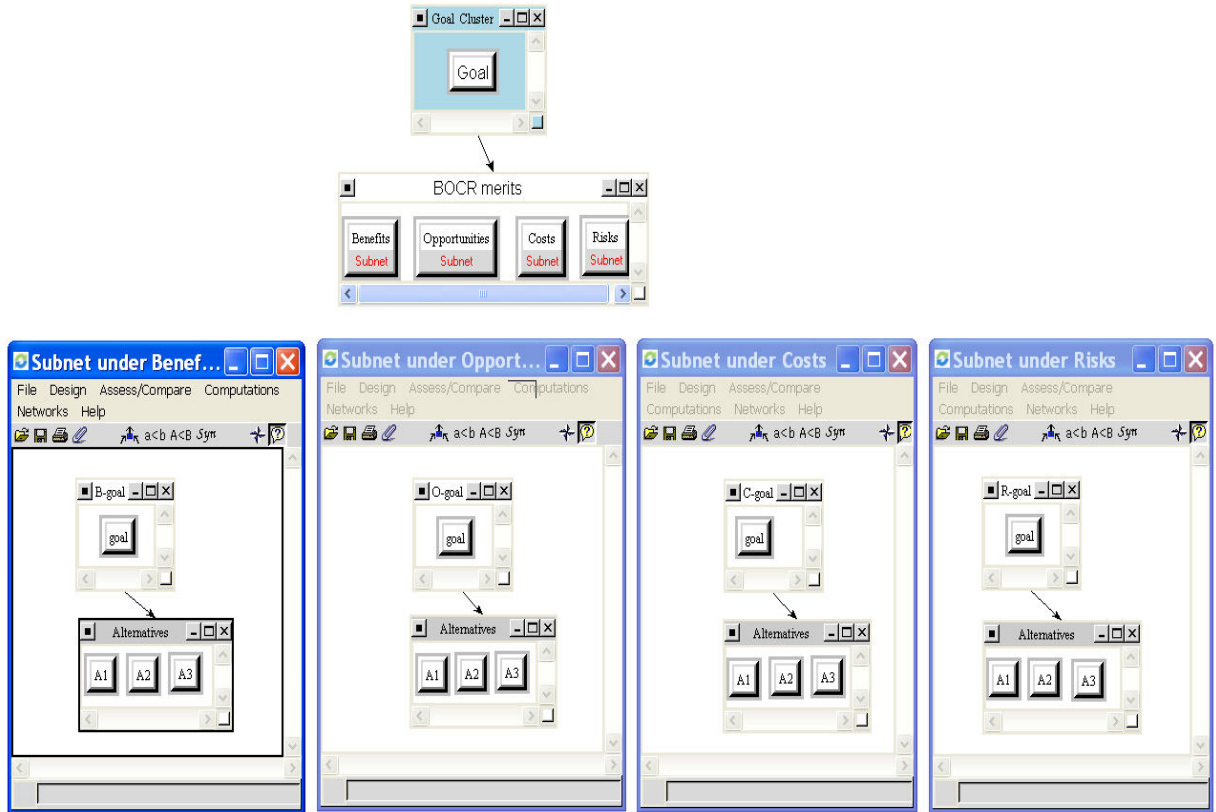 Goal Cluster
Goal
BOCR merits
Benefits Opportunities Costs Risks
Subnet Subnet Subnet Subnet
Subnet under Benef...
File Design Assess/Compare Computations
Networks Help
a<b A<B Syn
B-goal
goal
Alternatives
A1 A2 A3
Subnet under Opport...
File Design Assess/Compare Computations
Networks Help
a<b A<B Syn
O-goal
goal
Alternatives
A1 A2 A3
Subnet under Costs
File Design Assess/Compare
Computations Networks Help
a<b A<B Syn
C-goal
goal
Alternatives
A1 A2 A3
Subnet under Risks
File Design Assess/Compare
Computations Networks Help
a<b A<B Syn
R-goal
goal
Alternatives
A1 A2 A3